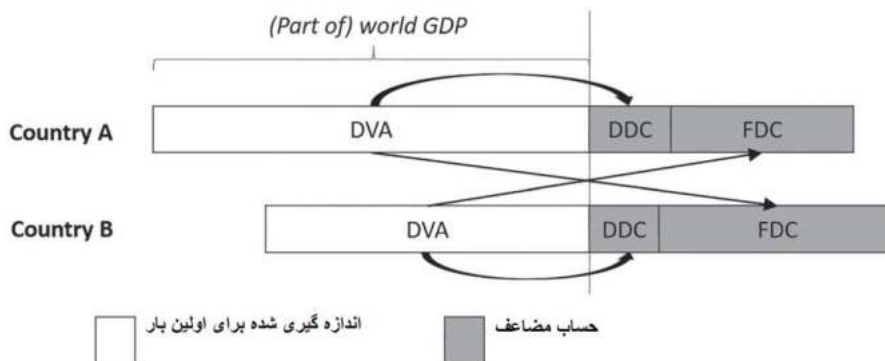 (Part of) world GDP
Country A DVA DDC FDC
Country B DVA DDC FDC
اندازه گیری شده برای اولین بار
حساب مضاعف